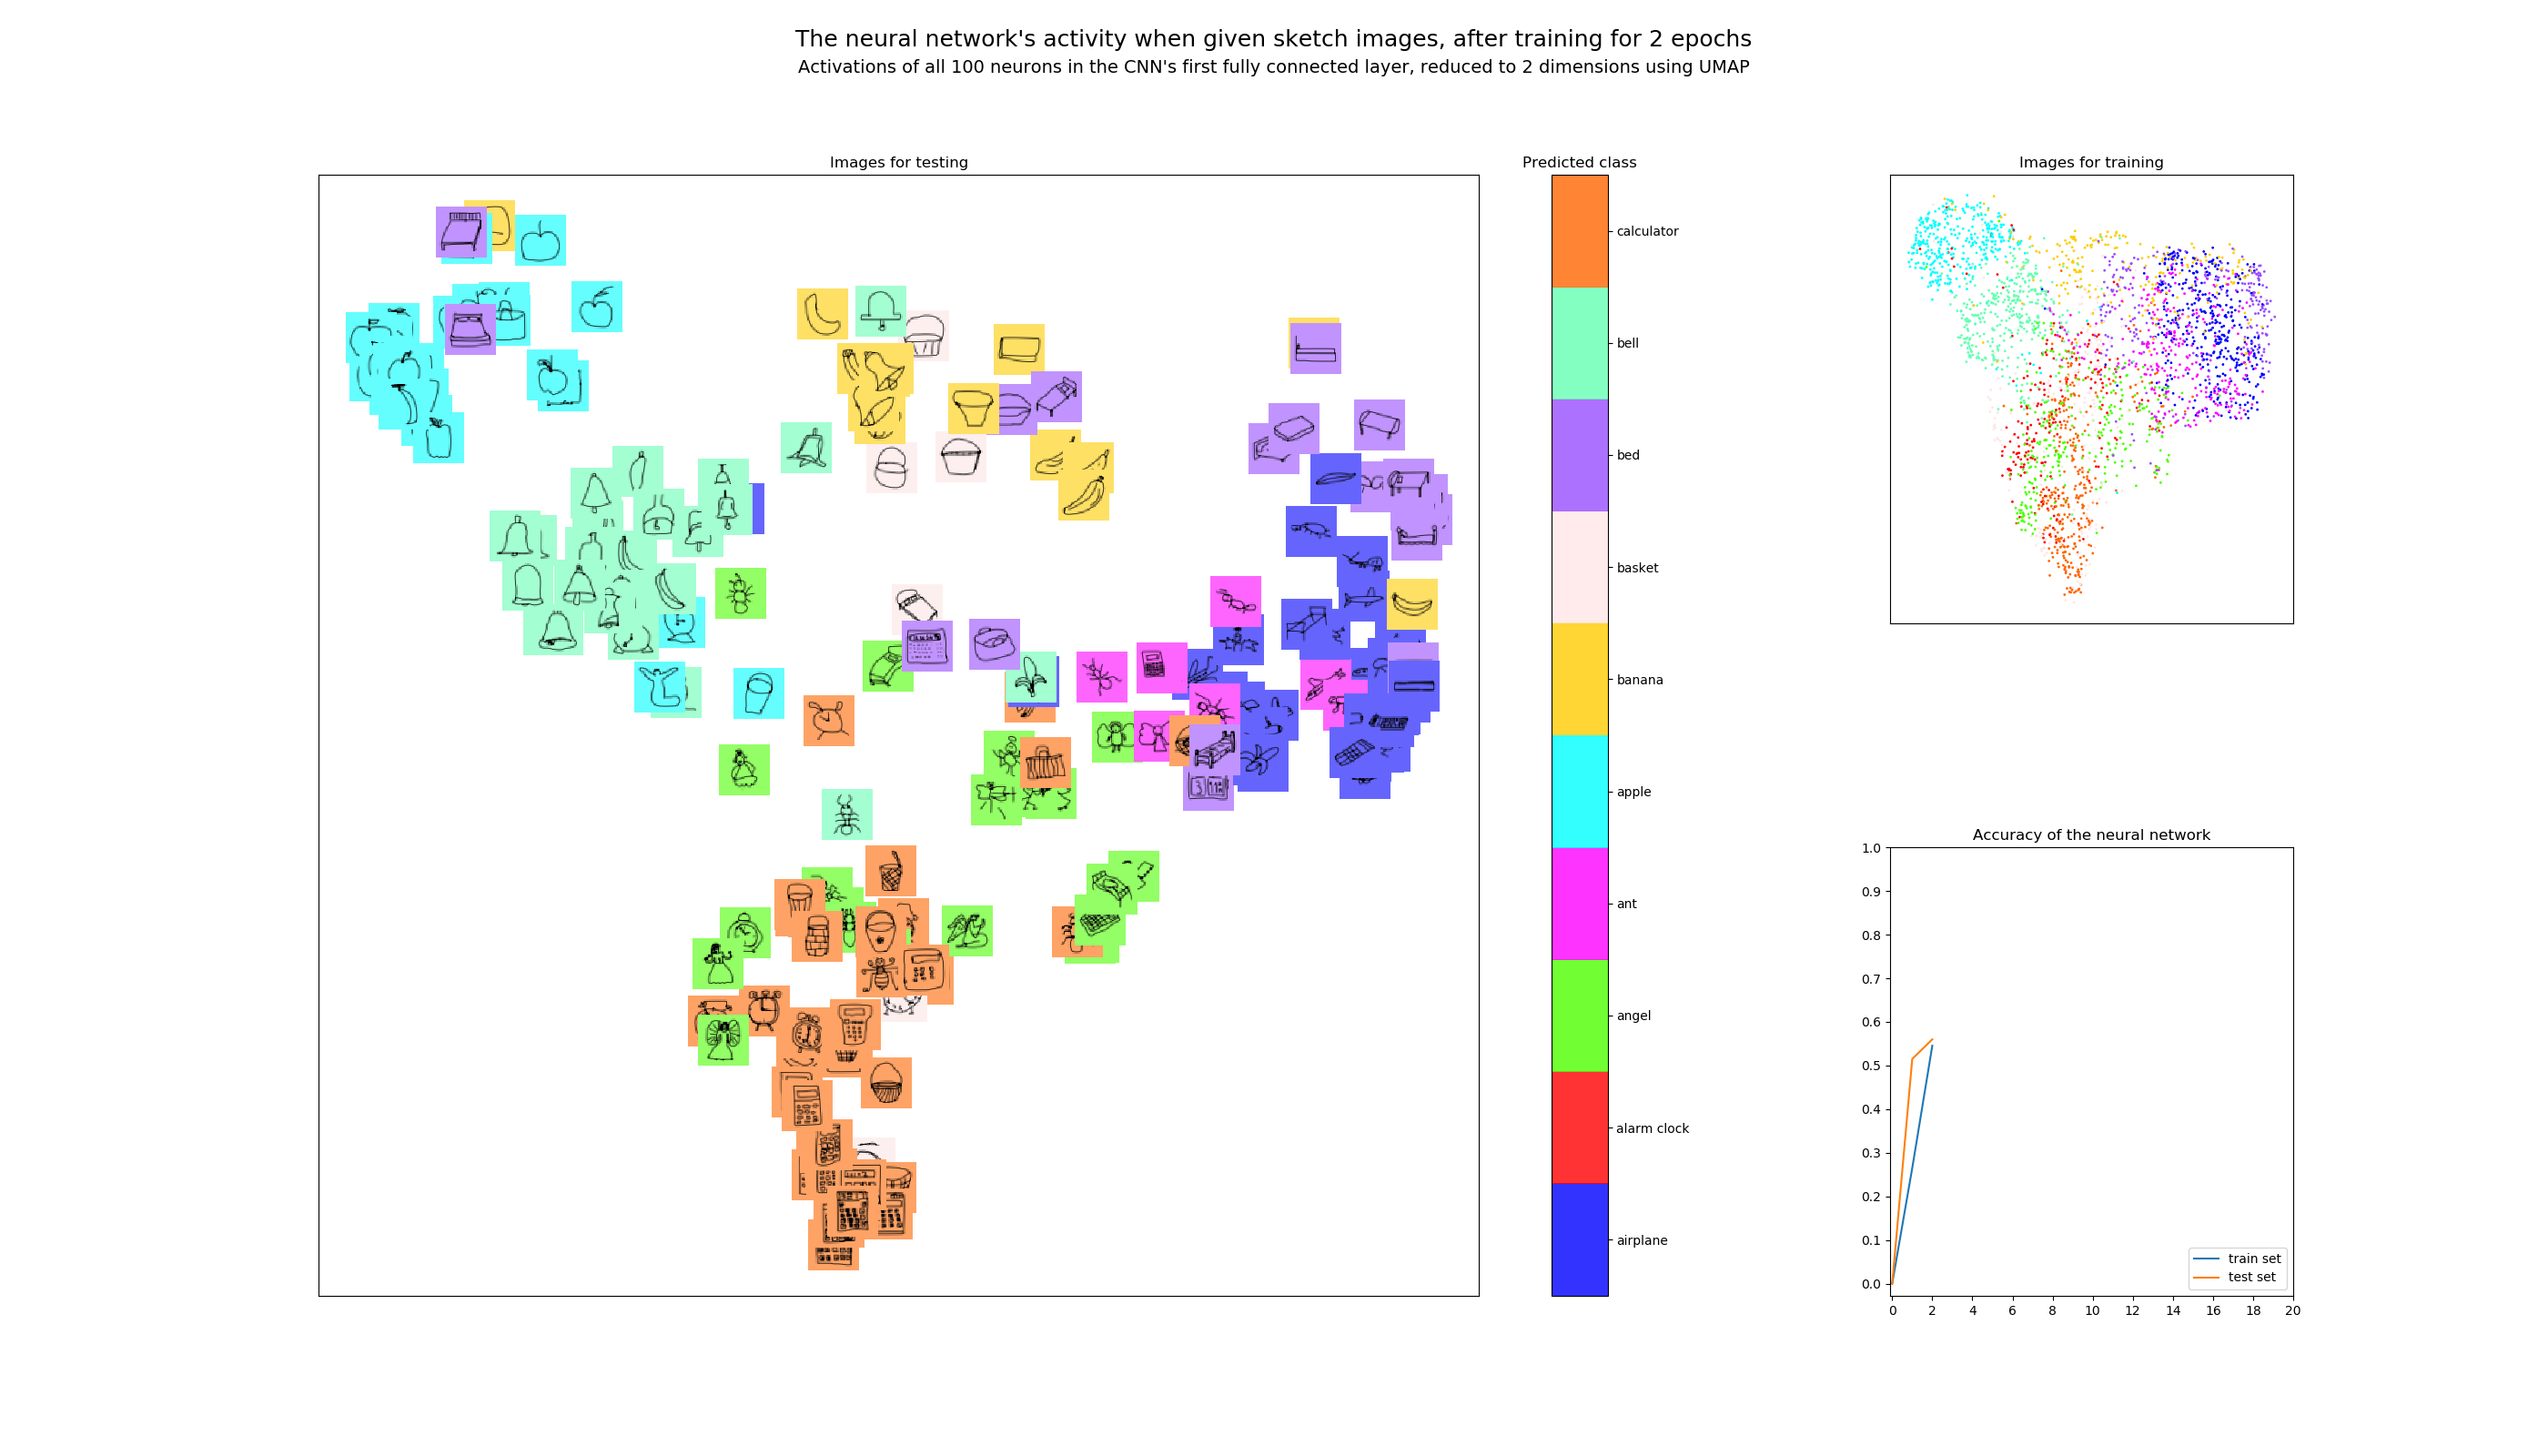 The neural network's activity when given sketch images, after training for 2 epochs
Activations of all 100 neurons in the CNN's first fully connected layer, reduced to 2 dimensions using UMAP
Images for testing
Predicted class
calculator
bell
bed
basket
banana
apple
ant
angel
alarm clock
airplane
Images for training
Accuracy of the neural network
1.0
0.9
0.8
0.7
0.6
0.5
0.4
0.3
0.2
0.1
0.0
train set
test set
0 2 4 6 8 10 12 14 16 18 20